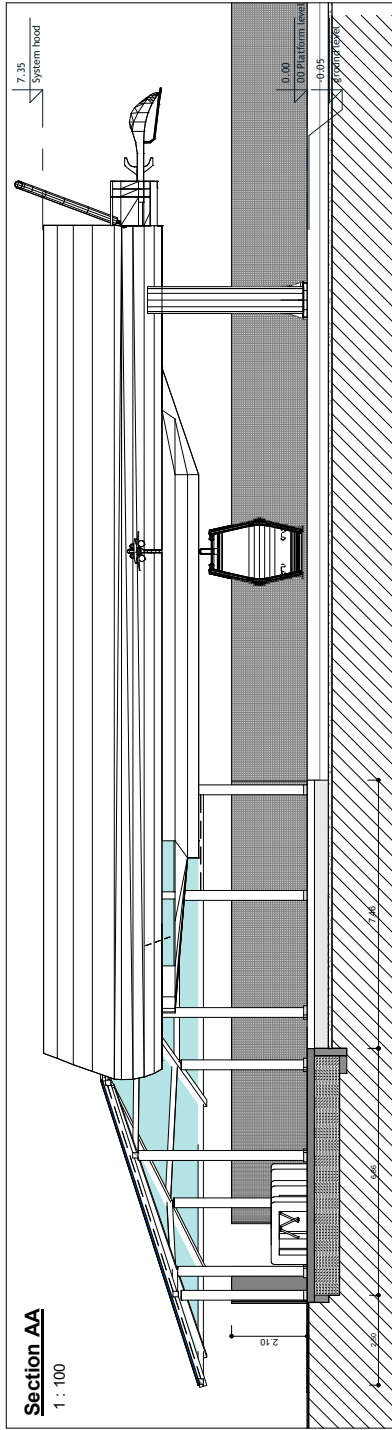 Section AA
1 : 100
7.35
System hood
0.00
00 Platform level
-0.05
ground level
2.10
2.50
6.86
7.46